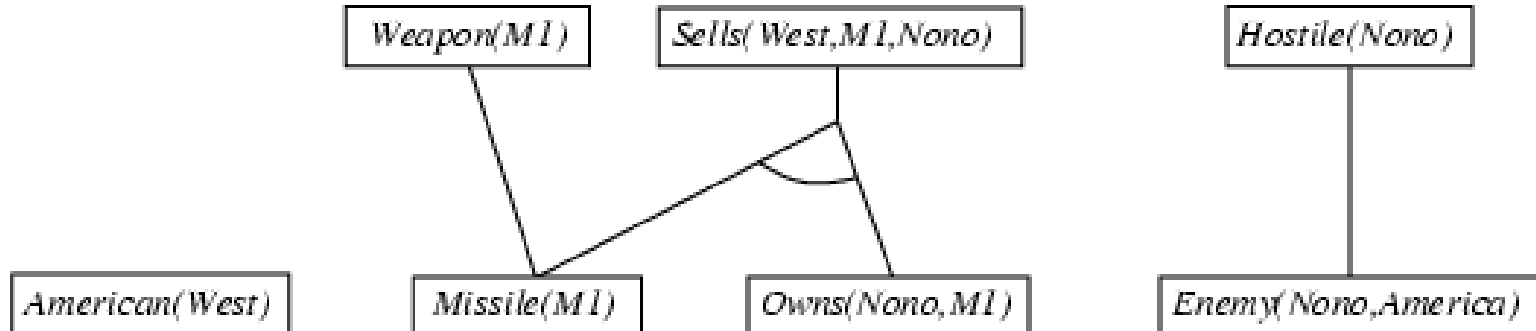 Weapon(M1)
Sells(West,M1,Nono)
Hostile(Nono)
American(West)
Missile(M1)
Owns(Nono,M1)
Enemy(Nono,America)